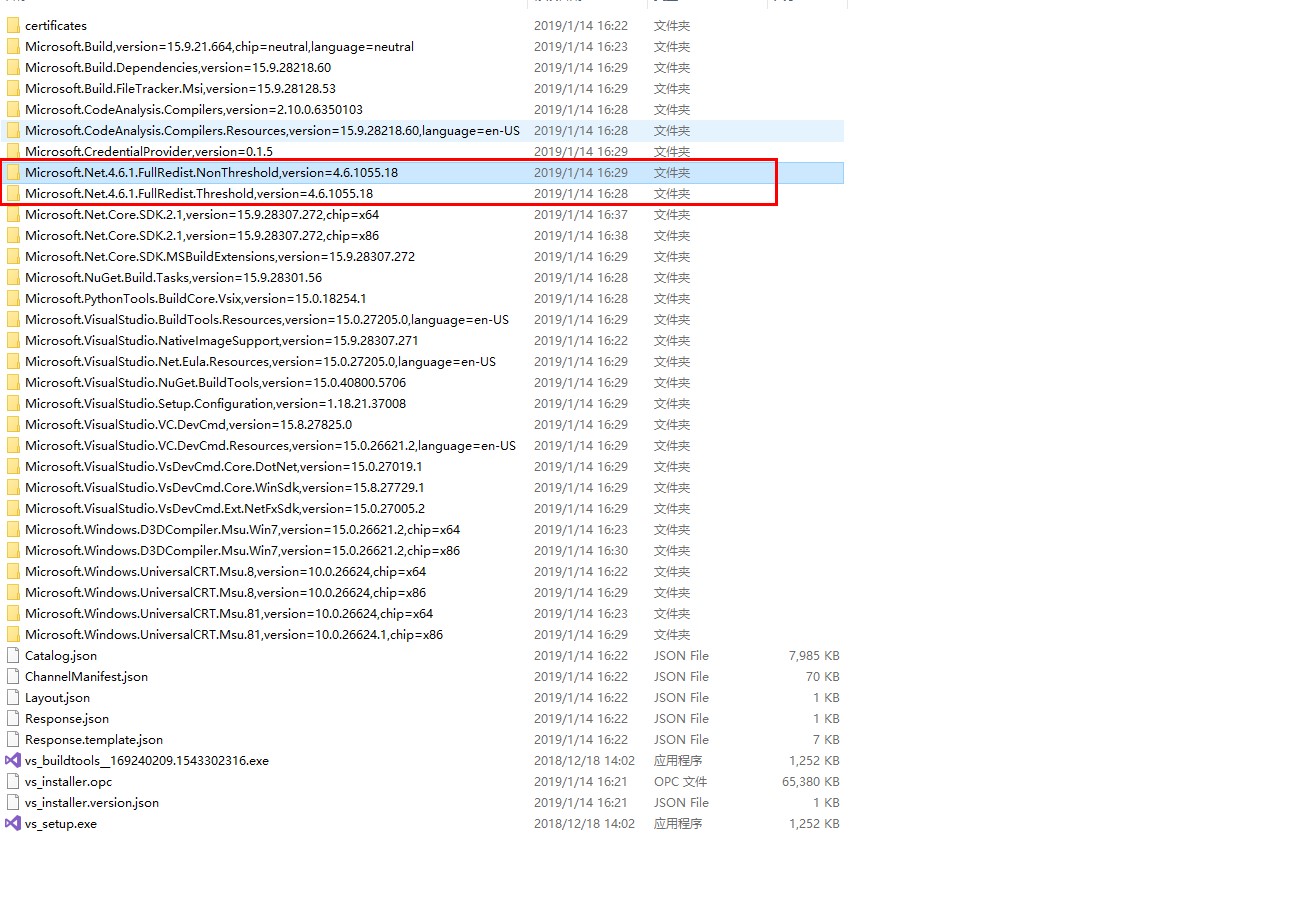 certificates 2019/1/14 16:22 文件夹
Microsoft.Build,version=15.9.21.664,chip=neutral,language=neutral 2019/1/14 16:23 文件夹
Microsoft.Build.Dependencies,version=15.9.28218.60 2019/1/14 16:29 文件夹
Microsoft.Build.FileTracker.Msi,version=15.9.28128.53 2019/1/14 16:29 文件夹
Microsoft.CodeAnalysis.Compilers,version=2.10.0.6350103 2019/1/14 16:28 文件夹
Microsoft.CodeAnalysis.Compilers.Resources,version=15.9.28218.60,language=en-US 2019/1/14 16:28 文件夹
Microsoft.CredentialProvider,version=0.1.5 2019/1/14 16:29 文件夹
Microsoft.Net.4.6.1.FullRedist.NonThreshold,version=4.6.1055.18 2019/1/14 16:29 文件夹
Microsoft.Net.4.6.1.FullRedist.Threshold,version=4.6.1055.18 2019/1/14 16:28 文件夹
Microsoft.Net.Core.SDK.2.1,version=15.9.28307.272,chip=x64 2019/1/14 16:37 文件夹
Microsoft.Net.Core.SDK.2.1,version=15.9.28307.272,chip=x86 2019/1/14 16:38 文件夹
Microsoft.Net.Core.SDK.MSBuildExtensions,version=15.9.28307.272 2019/1/14 16:29 文件夹
Microsoft.NuGet.Build.Tasks,version=15.9.28301.56 2019/1/14 16:28 文件夹
Microsoft.PythonTools.BuildCore.Vsix,version=15.0.18254.1 2019/1/14 16:28 文件夹
Microsoft.VisualStudio.BuildTools.Resources,version=15.0.27205.0,language=en-US 2019/1/14 16:29 文件夹
Microsoft.VisualStudio.NativeImageSupport,version=15.9.28307.271 2019/1/14 16:22 文件夹
Microsoft.VisualStudio.Net.Eula.Resources,version=15.0.27205.0,language=en-US 2019/1/14 16:29 文件夹
Microsoft.VisualStudio.NuGet.BuildTools,version=15.0.40800.5706 2019/1/14 16:29 文件夹
Microsoft.VisualStudio.Setup.Configuration,version=1.18.21.37008 2019/1/14 16:29 文件夹
Microsoft.VisualStudio.VC.DevCmd,version=15.8.27825.0 2019/1/14 16:29 文件夹
Microsoft.VisualStudio.VC.DevCmd.Resources,version=15.0.26621.2,language=en-US 2019/1/14 16:29 文件夹
Microsoft.VisualStudio.VsDevCmd.Core.DotNet,version=15.0.27019.1 2019/1/14 16:29 文件夹
Microsoft.VisualStudio.VsDevCmd.Core.WinSdk,version=15.8.27729.1 2019/1/14 16:29 文件夹
Microsoft.VisualStudio.VsDevCmd.Ext.NetFxSdk,version=15.0.27005.2 2019/1/14 16:29 文件夹
Microsoft.Windows.D3DCompiler.Msu.Win7,version=15.0.26621.2,chip=x64 2019/1/14 16:23 文件夹
Microsoft.Windows.D3DCompiler.Msu.Win7,version=15.0.26621.2,chip=x86 2019/1/14 16:30 文件夹
Microsoft.Windows.UniversalCRT.Msu.8,version=10.0.26624,chip=x64 2019/1/14 16:22 文件夹
Microsoft.Windows.UniversalCRT.Msu.8,version=10.0.26624,chip=x86 2019/1/14 16:29 文件夹
Microsoft.Windows.UniversalCRT.Msu.81,version=10.0.26624,chip=x64 2019/1/14 16:23 文件夹
Microsoft.Windows.UniversalCRT.Msu.81,version=10.0.26624.1,chip=x86 2019/1/14 16:29 文件夹
Catalog.json 2019/1/14 16:22 JSON File 7,985 KB
ChannelManifest.json 2019/1/14 16:22 JSON File 70 KB
Layout.json 2019/1/14 16:22 JSON File 1 KB
Response.json 2019/1/14 16:22 JSON File 1 KB
Response.template.json 2019/1/14 16:22 JSON File 7 KB
vs_buildtools__169240209.1543302316.exe 2018/12/18 14:02 应用程序 1,252 KB
vs_installer.opc 2019/1/14 16:21 OPC 文件 65,380 KB
vs_installer.version.json 2019/1/14 16:21 JSON File 1 KB
vs_setup.exe 2018/12/18 14:02 应用程序 1,252 KB